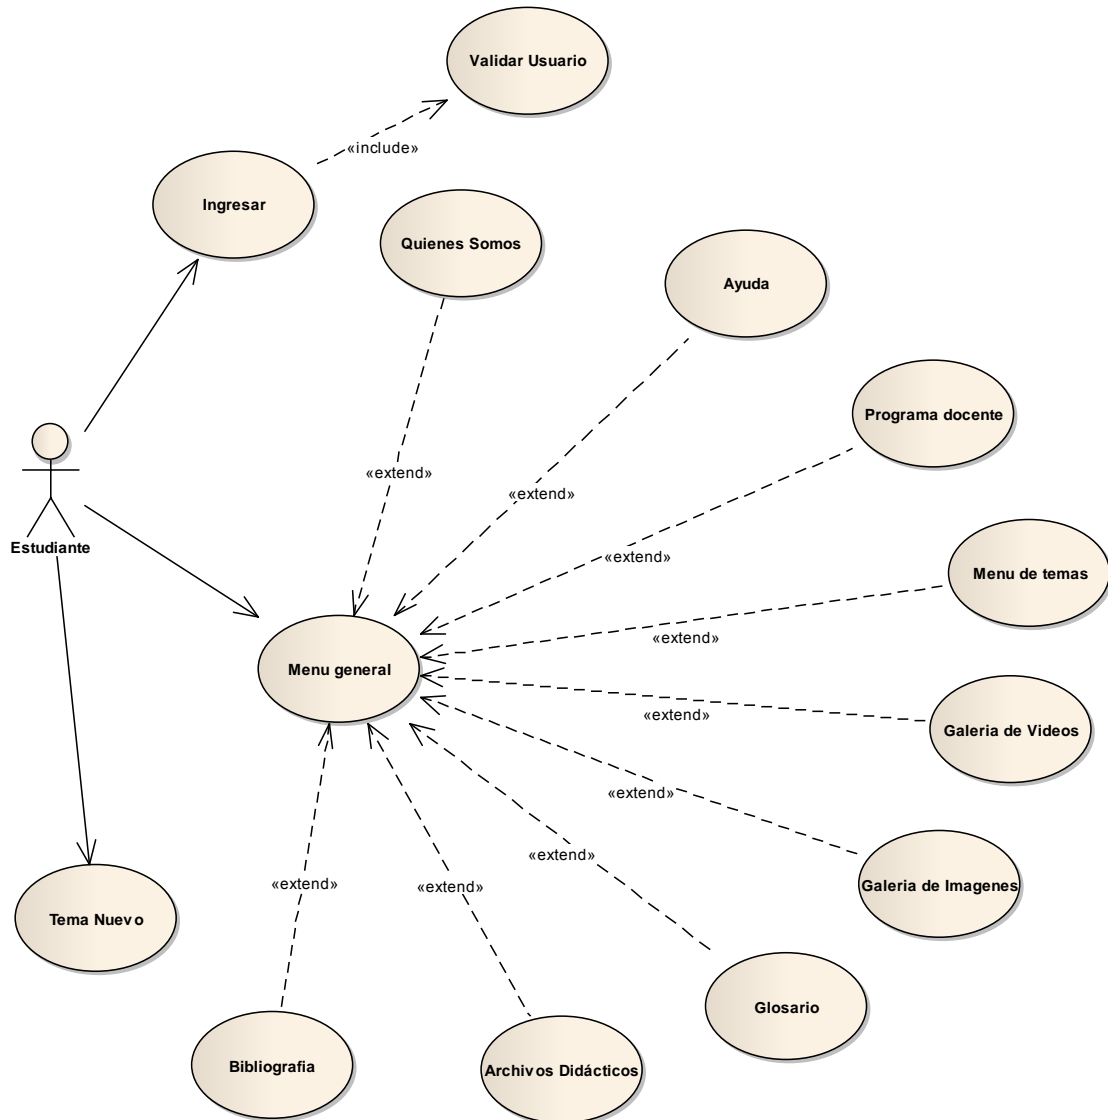 Validar Usuario
«include»
Ingresar
Quienes Somos
Ayuda
Programa docente
«extend»
«extend»
Estudiante
«extend»
Menu de temas
«extend»
Menu general
«extend»
Galeria de Videos
«extend»
«extend»
«extend»
«extend»
Galeria de Imagenes
Tema Nuevo
Glosario
Bibliografia
Archivos Didácticos